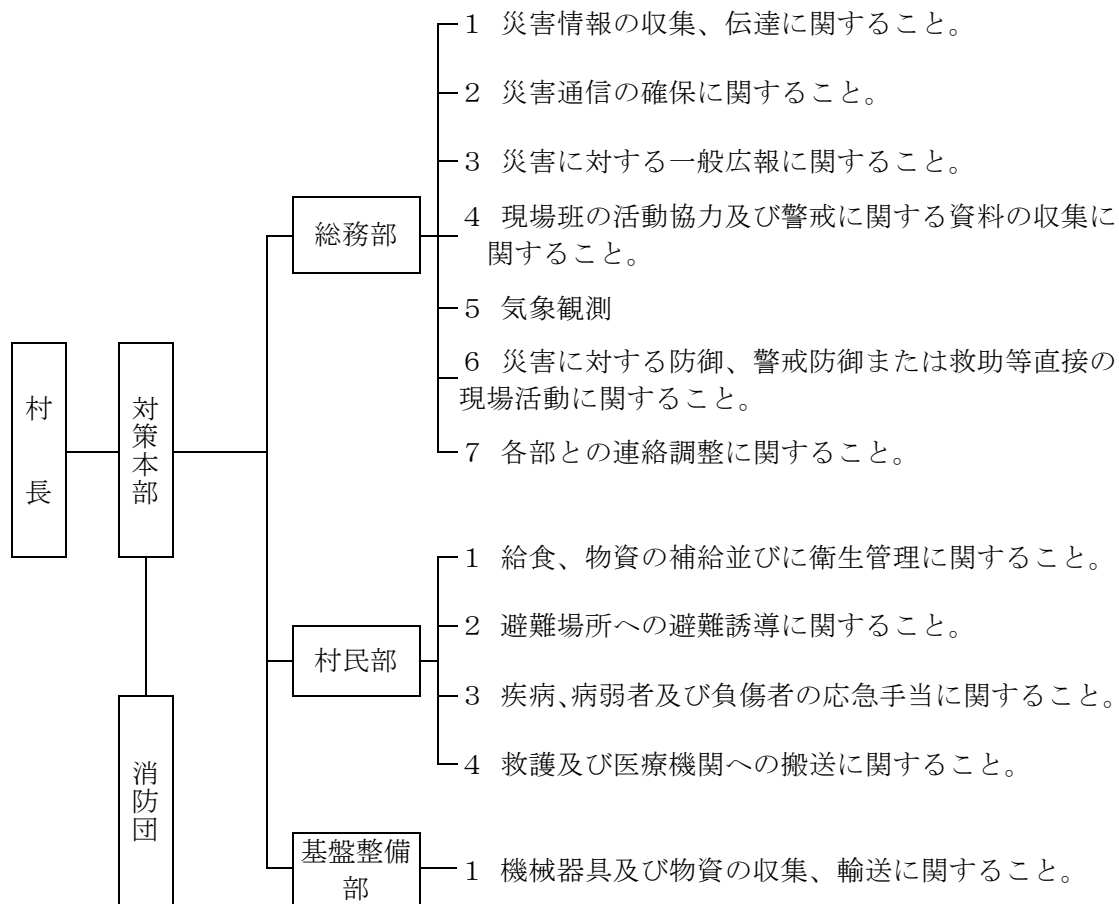 村長
対策本部
消防団
総務部
1 災害情報の収集、伝達に関すること。
2 災害通信の確保に関すること。
3 災害に対する一般広報に関すること。
4 現場班の活動協力及び警戒に関する資料の収集に
関すること。
5 気象観測
6 災害に対する防御、警戒防御または救助等直接の
現場活動に関すること。
7 各部との連絡調整に関すること。
村民部
1 給食、物資の補給並びに衛生管理に関すること。
2 避難場所への避難誘導に関すること。
3 疾病、病弱者及び負傷者の応急手当に関すること。
4 救護及び医療機関への搬送に関すること。
基盤整備
部
1 機械器具及び物資の収集、輸送に関すること。